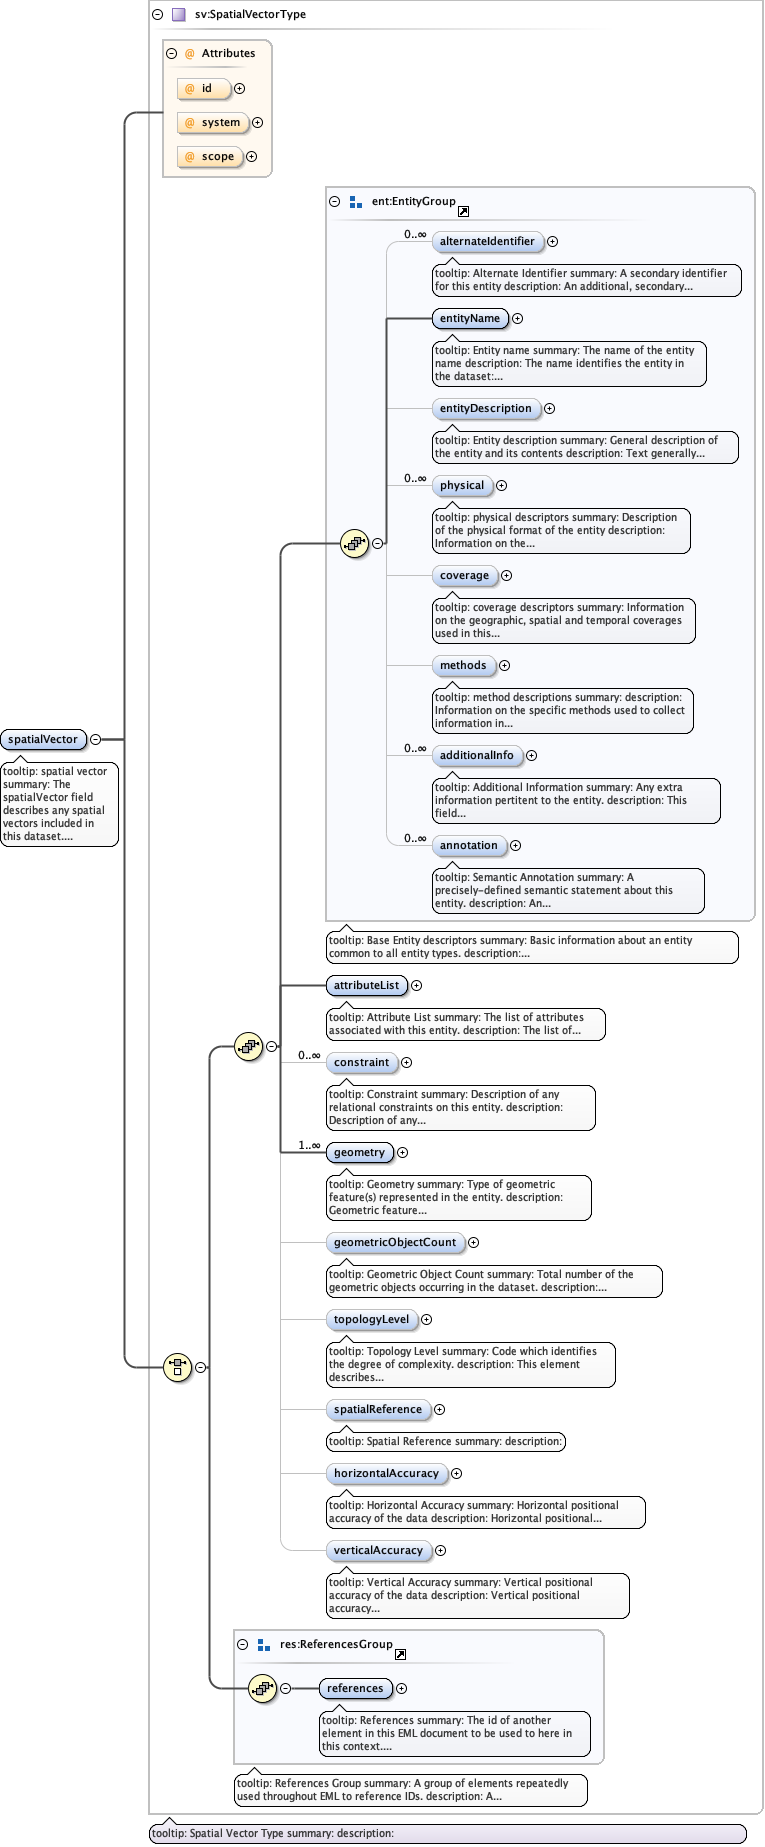 sv:SpatialVectorType
@ Attributes
@ id
@ system
@ scope
ent:EntityGroup
0..∞
alternateIdentifier
tooltip: Alternate Identifier summary: A secondary identifier
for this entity description: An additional, secondary...
entityName
tooltip: Entity name summary: The name of the entity
name description: The name identifies the entity in
the dataset:...
entityDescription
tooltip: Entity description summary: General description of
the entity and its contents description: Text generally...
0..∞
physical
tooltip: physical descriptors summary: Description
of the physical format of the entity description:
Information on the...
coverage
tooltip: coverage descriptors summary: Information
on the geographic, spatial and temporal coverages
used in this...
methods
tooltip: method descriptions summary: description:
Information on the specific methods used to collect
information in...
0..∞
additionalInfo
tooltip: Additional Information summary: Any extra
information pertitent to the entity. description: This
field...
0..∞
annotation
tooltip: Semantic Annotation summary: A
precisely-defined semantic statement about this
entity. description: An...
tooltip: Base Entity descriptors summary: Basic information about an entity
common to all entity types. description:...
spatialVector
tooltip: spatial vector
summary: The
spatialVector field
describes any spatial
vectors included in
this dataset....
attributeList
tooltip: Attribute List summary: The list of attributes
associated with this entity. description: The list of...
0..∞
constraint
tooltip: Constraint summary: Description of any
relational constraints on this entity. description:
Description of any...
1..∞
geometry
tooltip: Geometry summary: Type of geometric
feature(s) represented in the entity. description:
Geometric feature...
geometricObjectCount
tooltip: Geometric Object Count summary: Total number of the
geometric objects occurring in the dataset. description:...
topologyLevel
tooltip: Topology Level summary: Code which identifies
the degree of complexity. description: This element
describes...
spatialReference
tooltip: Spatial Reference summary: description:
horizontalAccuracy
tooltip: Horizontal Accuracy summary: Horizontal positional
accuracy of the data description: Horizontal positional...
verticalAccuracy
tooltip: Vertical Accuracy summary: Vertical positional
accuracy of the data description: Vertical positional
accuracy...
res:ReferencesGroup
references
tooltip: References summary: The id of another
element in this EML document to be used to here in
this context....
tooltip: References Group summary: A group of elements repeatedly
used throughout EML to reference IDs. description: A...
tooltip: Spatial Vector Type summary: description: